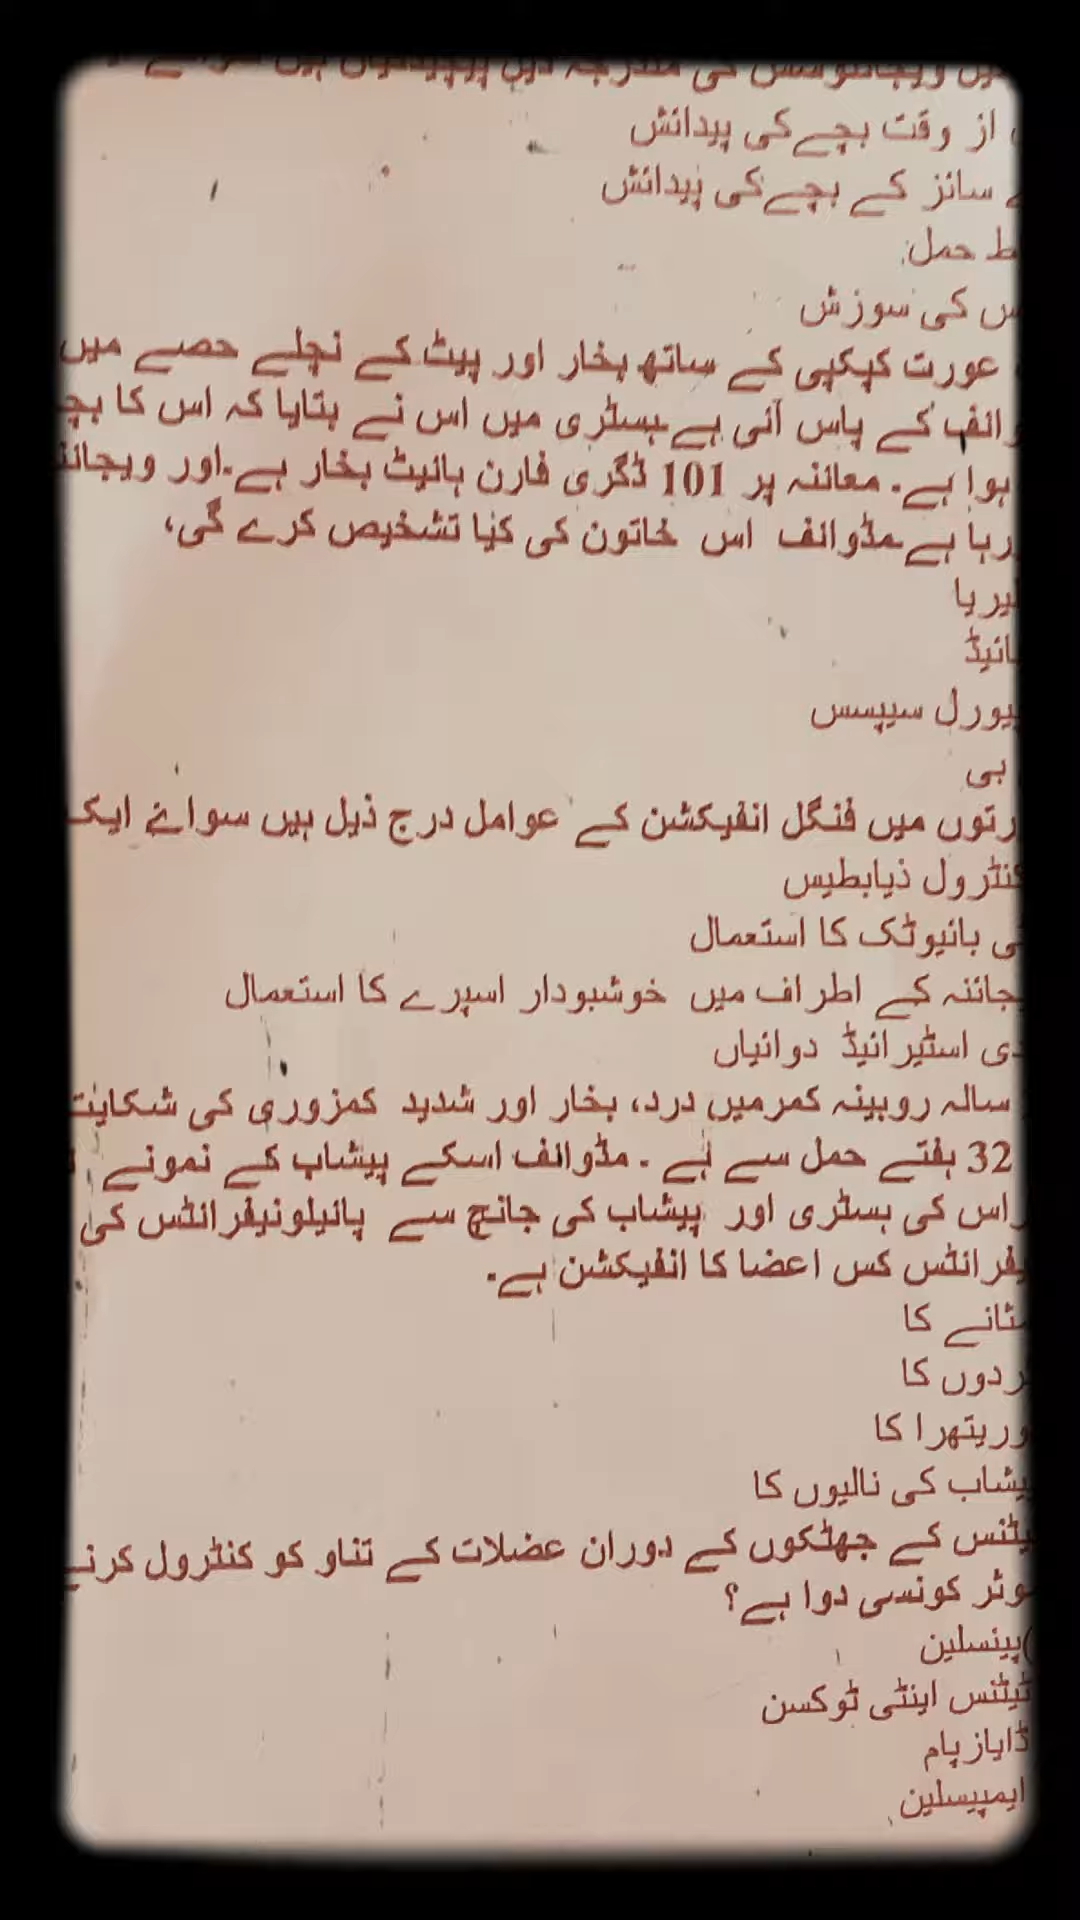 از وقت بچے کی پیدائش
سائز کے بچے کی پیدائش
حمل
کی سوزش
عورت کپکپی کے ساتھ بخار اور پیٹ کے نچلے حصے میں
کے پاس آئی ہے ہسٹری میں اس نے بتایا کہ اس کا
ہوا ہے۔ معائنہ پر 101 ڈگری فارن ہائیٹ بخار ہے۔اور
رہا ہے مڈوائف اس خاتون کی کیا تشخیص کرے گی،
سیپسس
بی
میں فنگل انفیکشن کے عوامل درج ذیل ہیں سوائے ایک
ذیابطیس
بائیوٹک کا استعمال
کے اطراف میں خوشبودار اسپرے کا استعمال
اسٹیرائیڈ دوائیاں
سالہ روبینہ کمرمیں درد، بخار اور شدید کمزوری کی شکایت
32 ہفتے حمل سے ہے ۔ مڈوائف اسکے پیشاب کے نمونے
اس کی ہسٹری اور پیشاب کی جانچ سے پائیلونیفرائٹس کی
کس اعضا کا انفیکشن ہے۔
کا
کا
کا
کی نالیوں کا
کے جھٹکوں کے دوران عضلات کے تناو کو کنٹرول کرنے
کونسی دوا ہے؟
)پینسلین
ٹیٹنس اینٹی ٹوکسن
ڈایازپام
ایمپیسلین